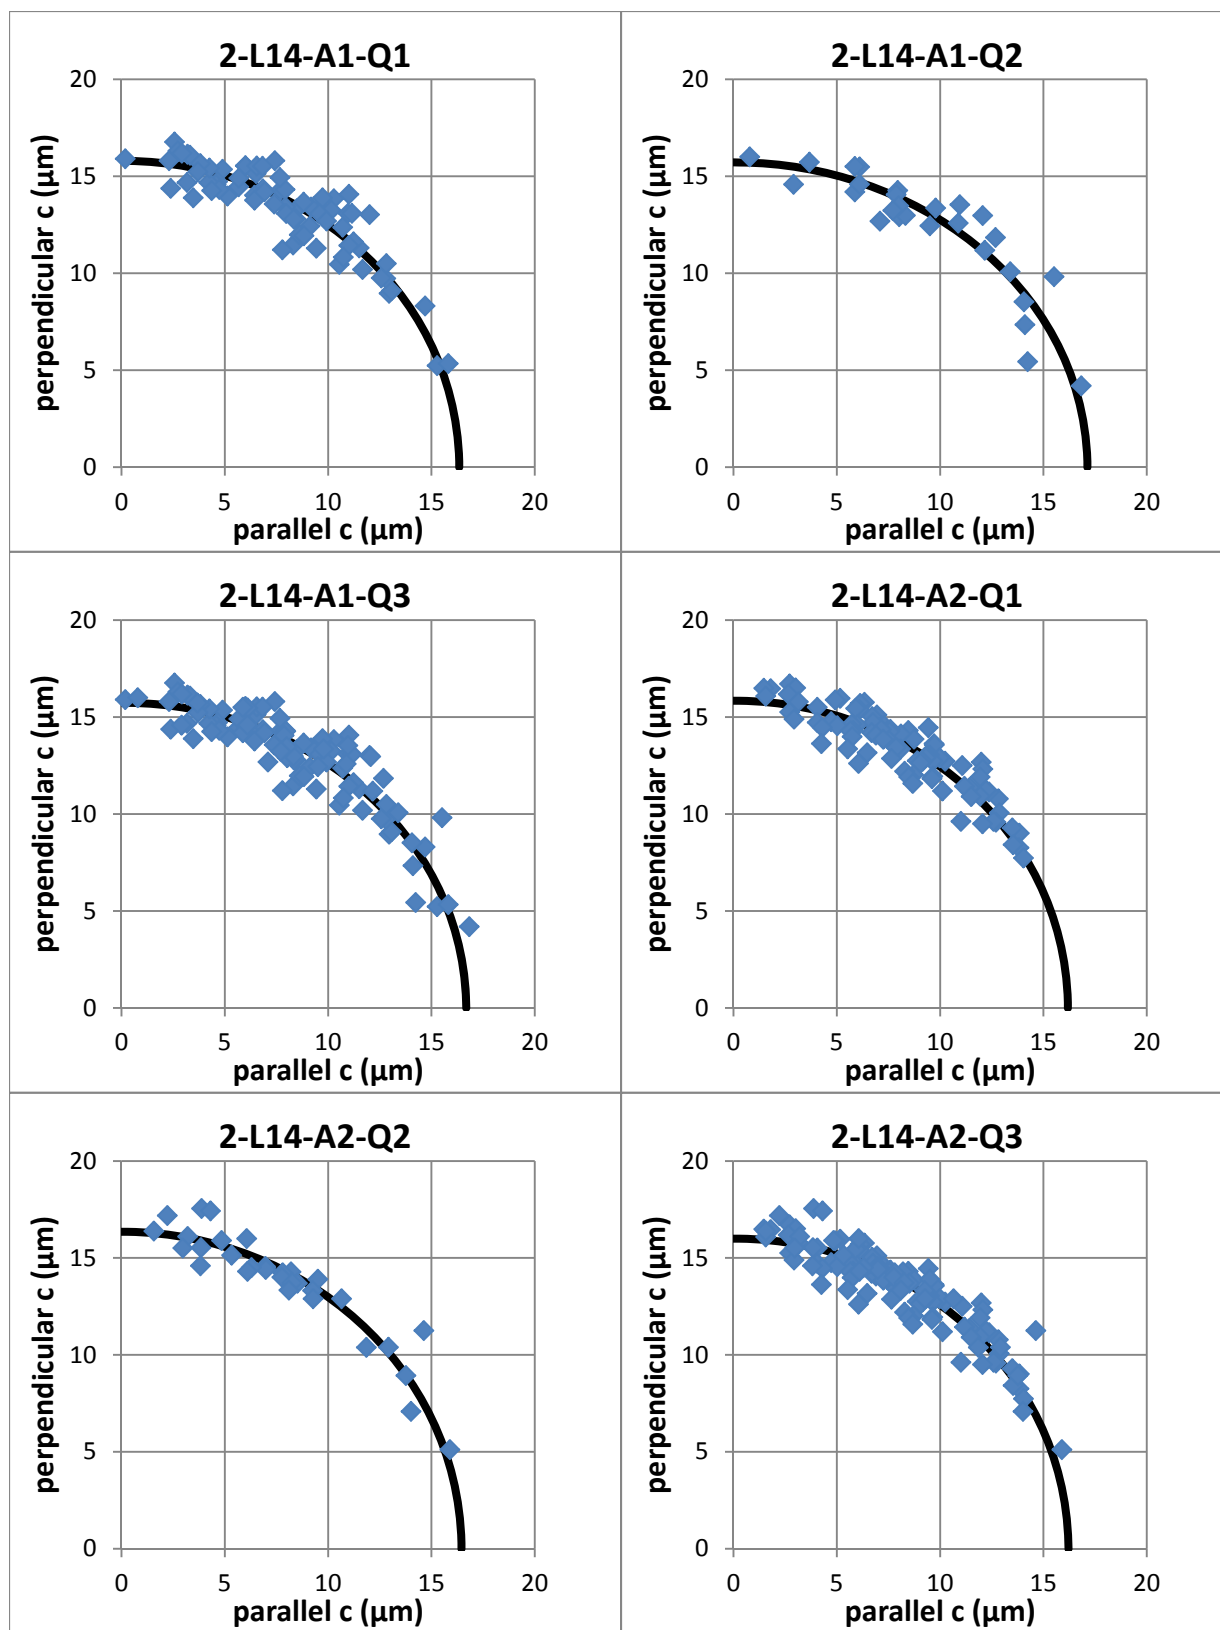 2-L14-A1-Q1
perpendicular c (µm)
20
15
10
5
0
0 5 10 15 20
parallel c (µm)
2-L14-A1-Q2
perpendicular c (µm)
20
15
10
5
0
0 5 10 15 20
parallel c (µm)
2-L14-A1-Q3
perpendicular c (µm)
20
15
10
5
0
0 5 10 15 20
parallel c (µm)
2-L14-A2-Q1
perpendicular c (µm)
20
15
10
5
0
0 5 10 15 20
parallel c (µm)
2-L14-A2-Q2
perpendicular c (µm)
20
15
10
5
0
0 5 10 15 20
parallel c (µm)
2-L14-A2-Q3
perpendicular c (µm)
20
15
10
5
0
0 5 10 15 20
parallel c (µm)